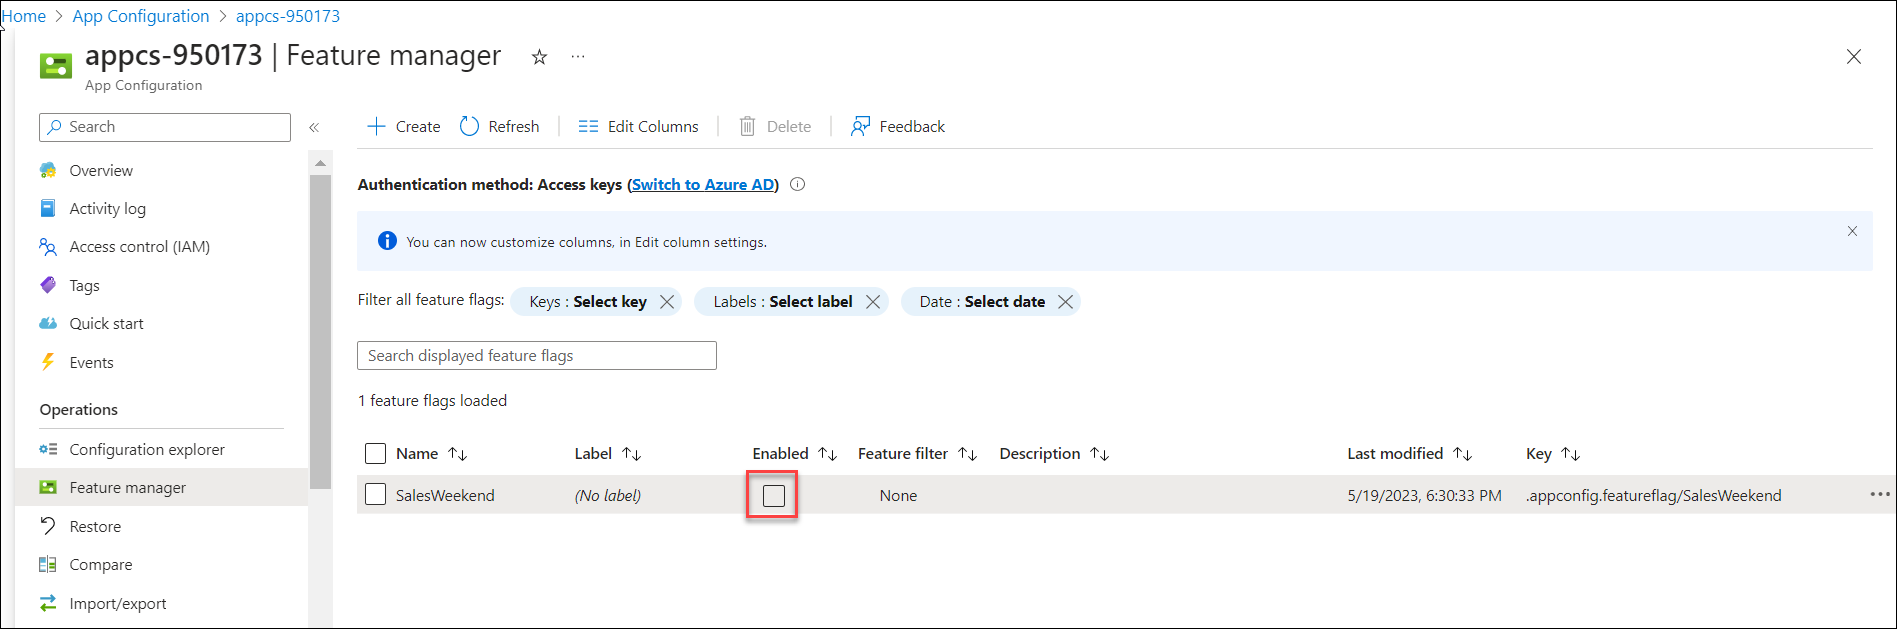 Home > App Configuration > appcs-950173
appcs-950173 | Feature manager
App Configuration
Search
Overview
Activity log
Access control (IAM)
Tags
Quick start
Events
Operations
Configuration explorer
Feature manager
Restore
Compare
Import/export
Create Refresh Edit Columns Delete Feedback
Authentication method: Access keys (Switch to Azure AD)
You can now customize columns, in Edit column settings.
Filter all feature flags: Keys : Select key Labels : Select label Date : Select date
Search displayed feature flags
1 feature flags loaded
Name Label Enabled Feature filter Description Last modified Key
SalesWeekend (No label) None 5/19/2023, 6:30:33 PM .appconfig.featureflag/SalesWeekend